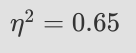 η² = 0.65